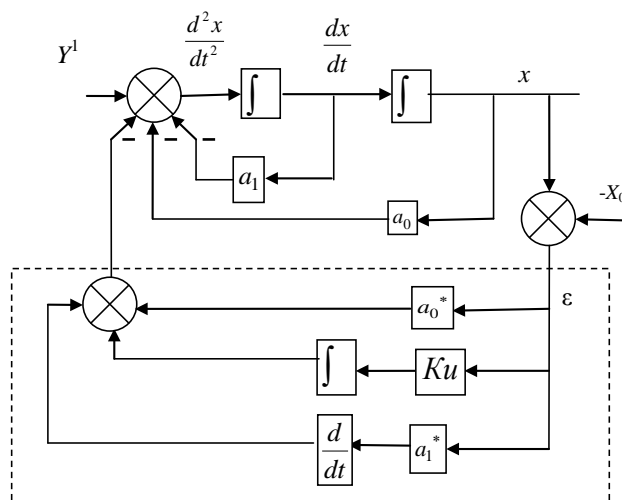 Y¹ d²x/dt² dx/dt x
∫ ∫
− − −
a₁
a₀ -X₀
ε
a₀*
∫ Ku
d/dt a₁*